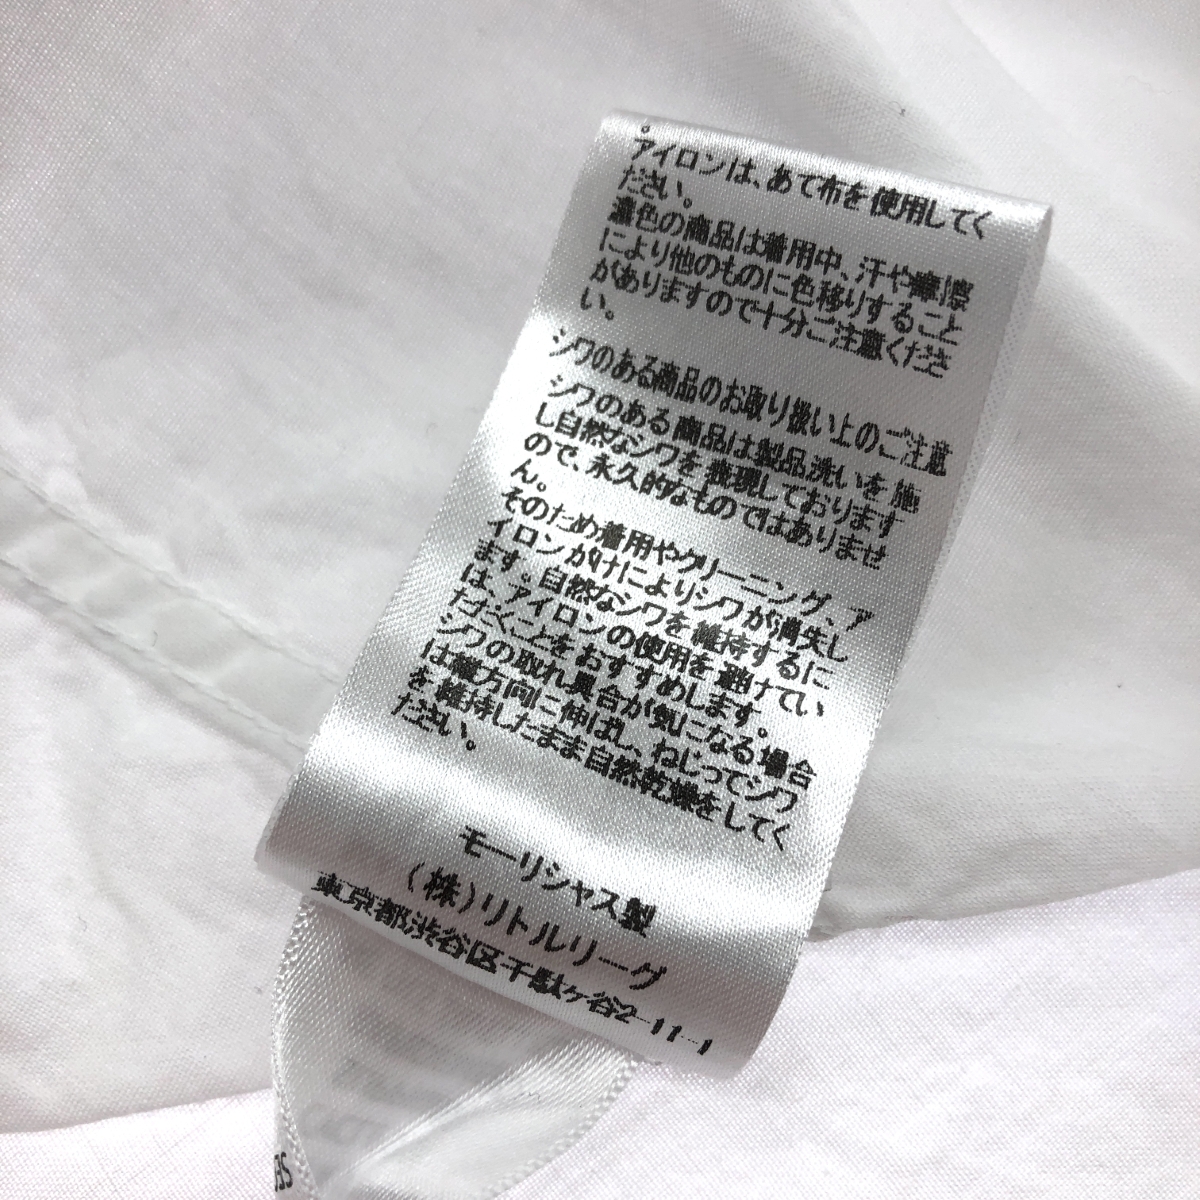 。
アイロンは、あて布を使用してく
ださい。
濃色の商品は着用中、汗や摩擦
により他のものに色移りすること
がありますので十分ご注意くださ
い。
シワのある商品のお取り扱い上のご注意
シワのある商品は製品洗いを施
し自然なシワを表現しております
ので、永久的なものではありませ
ん。
そのため着用やクリーニング、ア
イロンがけによりシワが消失し
ます。自然なシワを維持するに
は、アイロンの使用を避けてい
ただくことをおすすめします。
シワの取れ具合が気になる場合
は縦方向に伸ばし、ねじってシワ
を維持したまま自然乾燥をしてく
ださい。
モーリシャス製
(株)リトルリーグ
東京都渋谷区千駄ヶ谷2-11-1